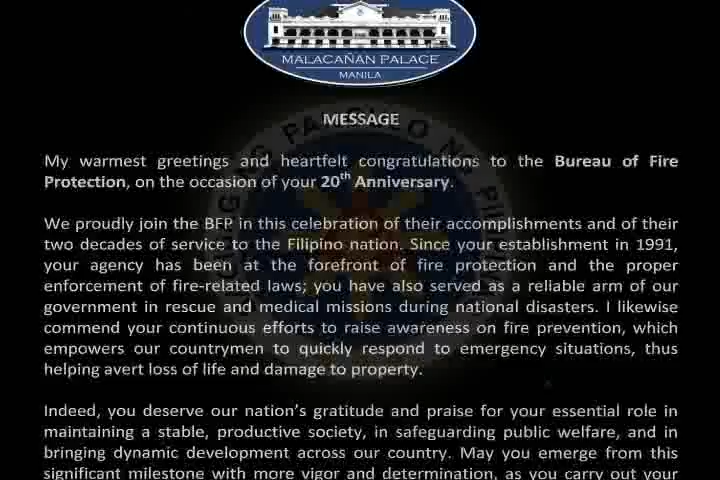 MALACAÑAN PALACE
MANILA
MESSAGE
My warmest greetings and heartfelt congratulations to the Bureau of Fire
Protection, on the occasion of your 20th Anniversary.
We proudly join the BFP in this celebration of their accomplishments and of their
two decades of service to the Filipino nation. Since your establishment in 1991,
your agency has been at the forefront of fire protection and the proper
enforcement of fire-related laws; you have also served as a reliable arm of our
government in rescue and medical missions during national disasters. I likewise
commend your continuous efforts to raise awareness on fire prevention, which
empowers our countrymen to quickly respond to emergency situations, thus
helping avert loss of life and damage to property.
Indeed, you deserve our nation's gratitude and praise for your essential role in
maintaining a stable, productive society, in safeguarding public welfare, and in
bringing dynamic development across our country. May you emerge from this
significant milestone with more vigor and determination, as you carry out your